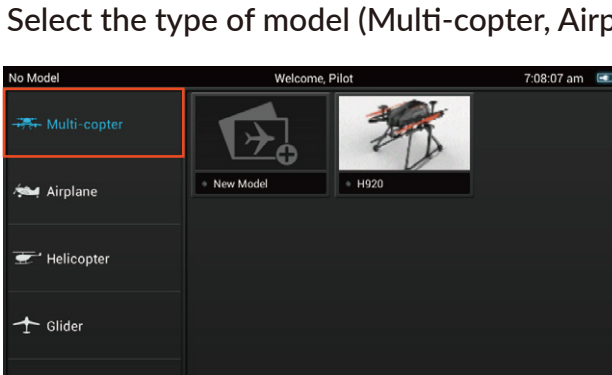 Select the type of model (Multi-copter, Airp
No Model Welcome, Pilot 7:08:07 am
Multi-copter
New Model H920
Airplane
Helicopter
Glider